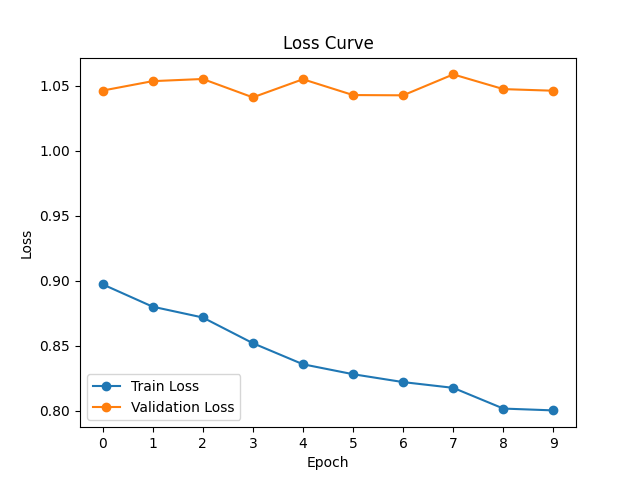 Loss Curve
1.05
1.00
0.95
0.90
0.85
0.80
Loss
Train Loss
Validation Loss
0 1 2 3 4 5 6 7 8 9
Epoch